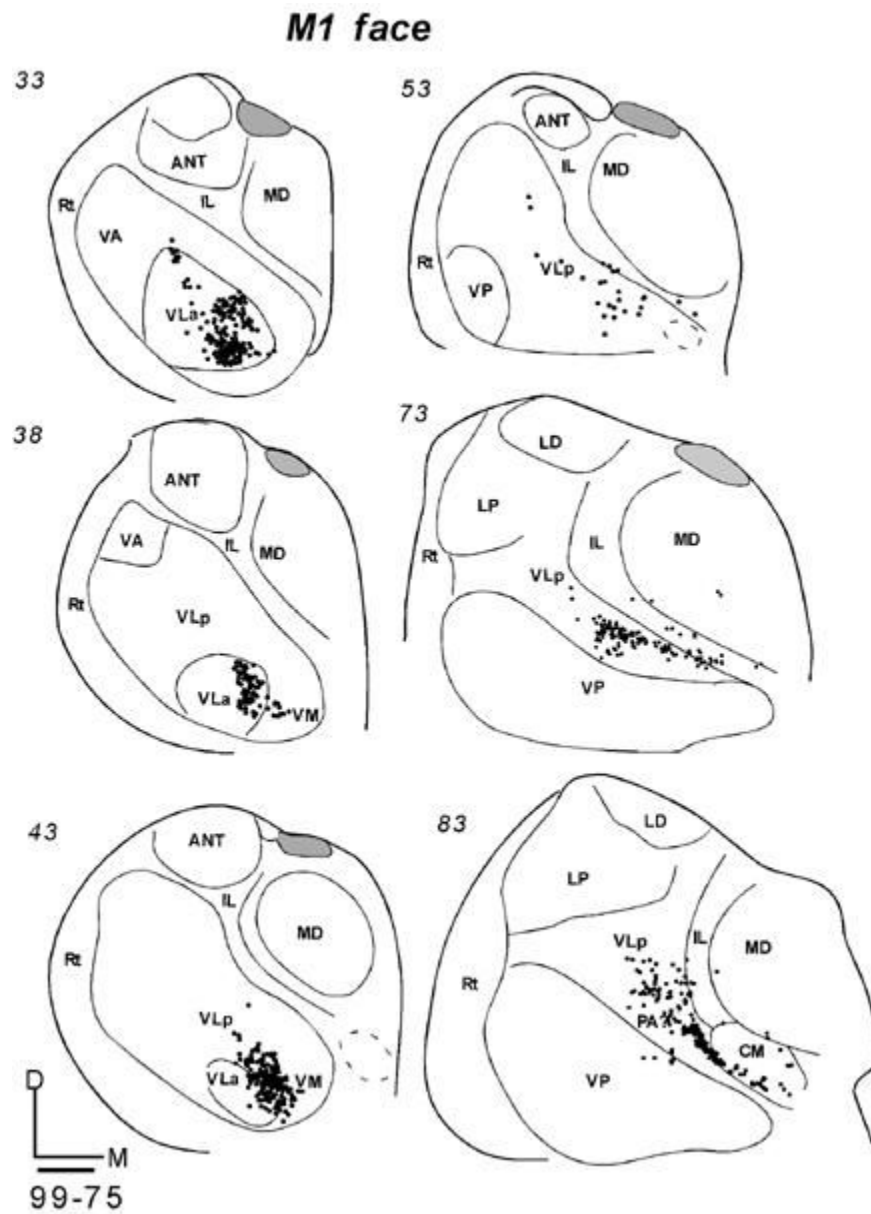 M1 face
33
ANT
IL
MD
Rt
VA
VLa
53
ANT
IL
MD
Rt
VLp
VP
38
ANT
VA
IL
MD
Rt
VLp
VLa
VM
73
LD
LP
IL
MD
Rt
VLp
VP
43
ANT
IL
MD
Rt
VLp
VLa
VM
83
LD
LP
VLp
IL
MD
Rt
PA
CM
VP
D
M
99-75